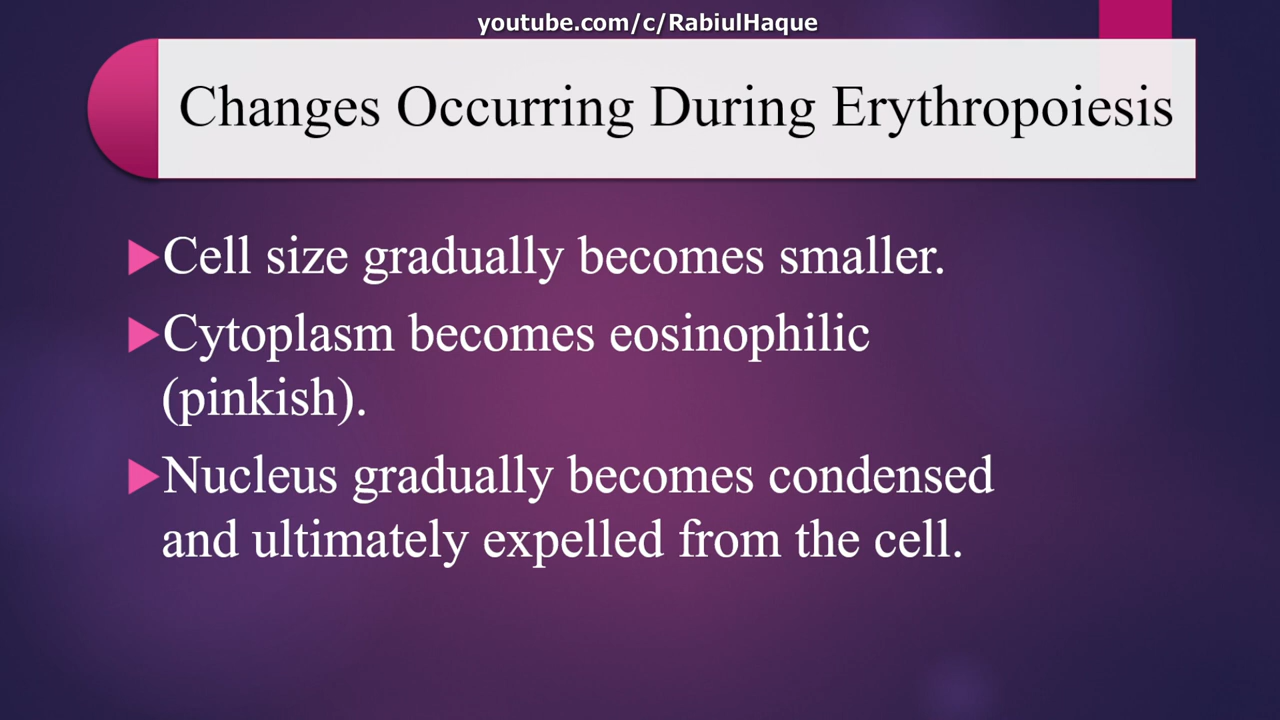 youtube.com/c/RabiulHaque
Changes Occurring During Erythropoiesis
Cell size gradually becomes smaller.
Cytoplasm becomes eosinophilic
(pinkish).
Nucleus gradually becomes condensed
and ultimately expelled from the cell.